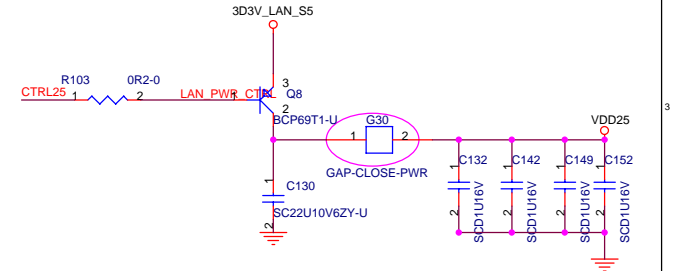 3D3V_LAN_S5
R103 0R2-0
3
CTRL25 1 2 LAN_PWR_CTRL 1 Q8
2
BCP69T1-U G30 VDD25
3
1 2
1 C132 1 C142 1 C149 1 C152
GAP-CLOSE-PWR
1 C130
2 SC22U10V6ZY-U
2 SCD1U16V 2 SCD1U16V 2 SCD1U16V 2 SCD1U16V